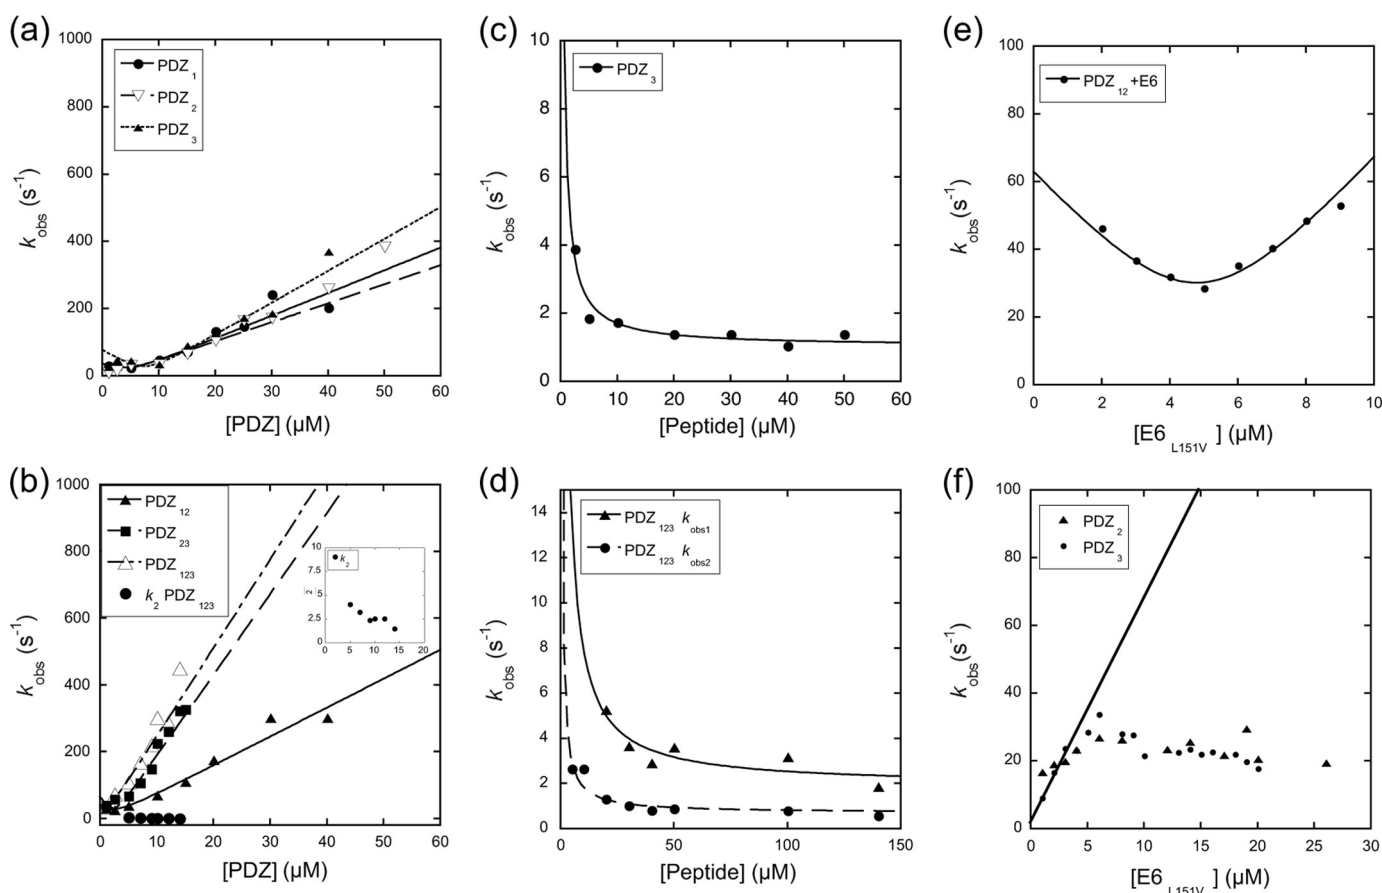 (a)
1000
800
600
400
200
0
PDZ1
PDZ2
PDZ3
kobs (s-1)
0 10 20 30 40 50 60
[PDZ] (µM)
(c)
10
8
6
4
2
0
PDZ3
kobs (s-1)
0 10 20 30 40 50 60
[Peptide] (µM)
(e)
100
80
60
40
20
0
PDZ12+E6
kobs (s-1)
0 2 4 6 8 10
[E6L151V] (µM)
(b)
1000
800
600
400
200
0
PDZ12
PDZ23
PDZ123
k2 PDZ123
kobs (s-1)
10
7.5
5
2.5
0
k2
0 5 10 15 20
0 10 20 30 40 50 60
[PDZ] (µM)
(d)
14
12
10
8
6
4
2
0
PDZ123 kobs1
PDZ123 kobs2
kobs (s-1)
0 50 100 150
[Peptide] (µM)
(f)
100
80
60
40
20
0
PDZ2
PDZ3
kobs (s-1)
0 5 10 15 20 25 30
[E6L151V] (µM)